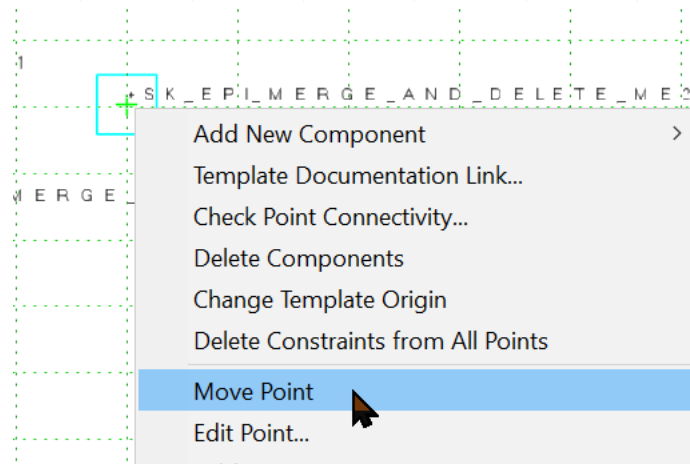 1
SK_EPI_MERGE_AND_DELETE_ME
MERGE_
Add New Component
Template Documentation Link...
Check Point Connectivity...
Delete Components
Change Template Origin
Delete Constraints from All Points
Move Point
Edit Point...